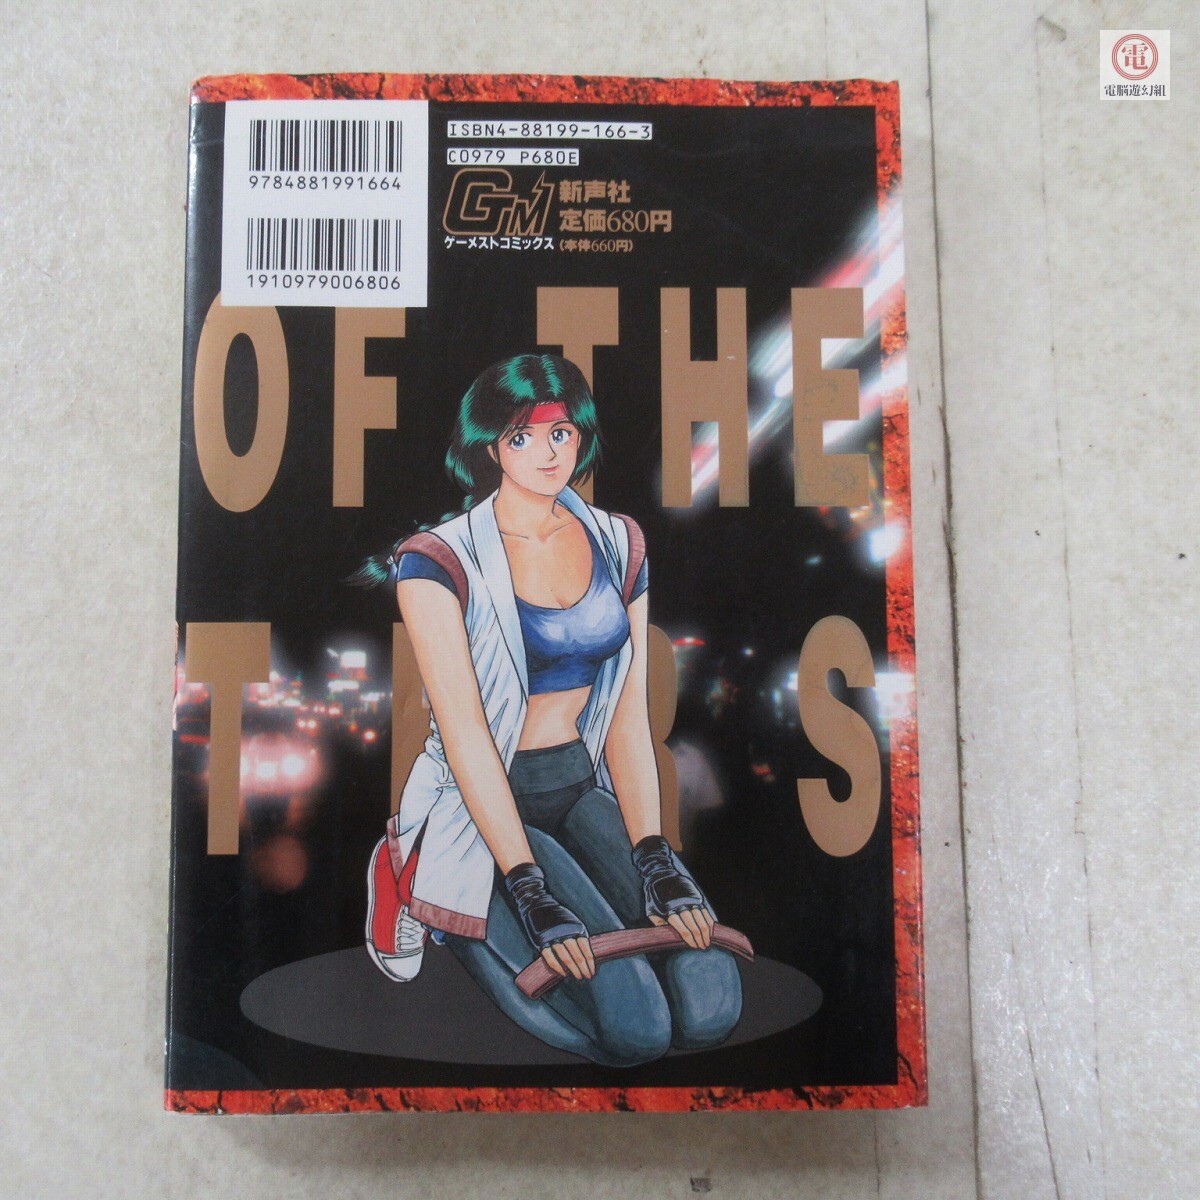 電
電脳遊幻組
ISBN4-88199-166-3
C0979 P680E
9784881991664
GM
新声社
定価680円
ゲーメストコミックス
(本体660円)
1910979006806
OF THE
T
R S